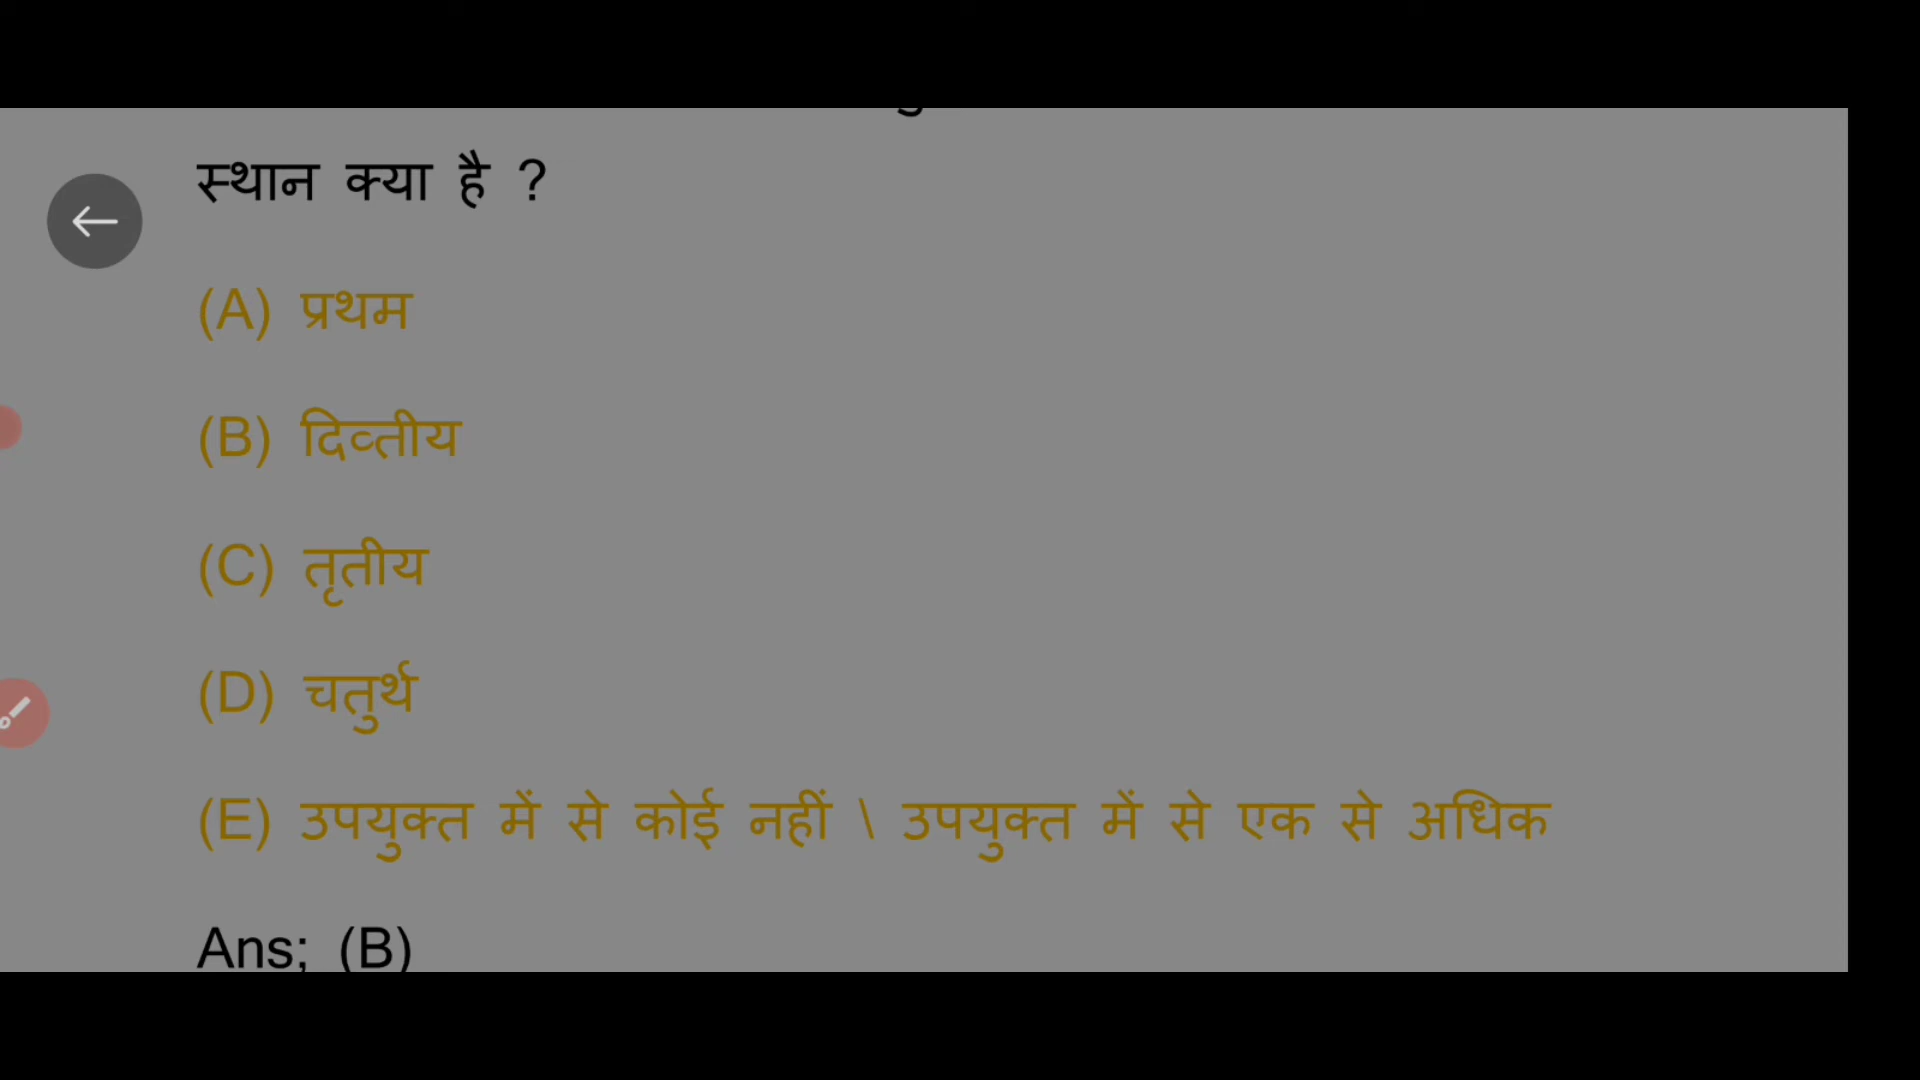 स्थान क्या है ?
(A) प्रथम
(B) दिव्तीय
(C) तृतीय
(D) चतुर्थ
(E) उपयुक्त में से कोई नहीं \ उपयुक्त में से एक से अधिक
Ans; (B)